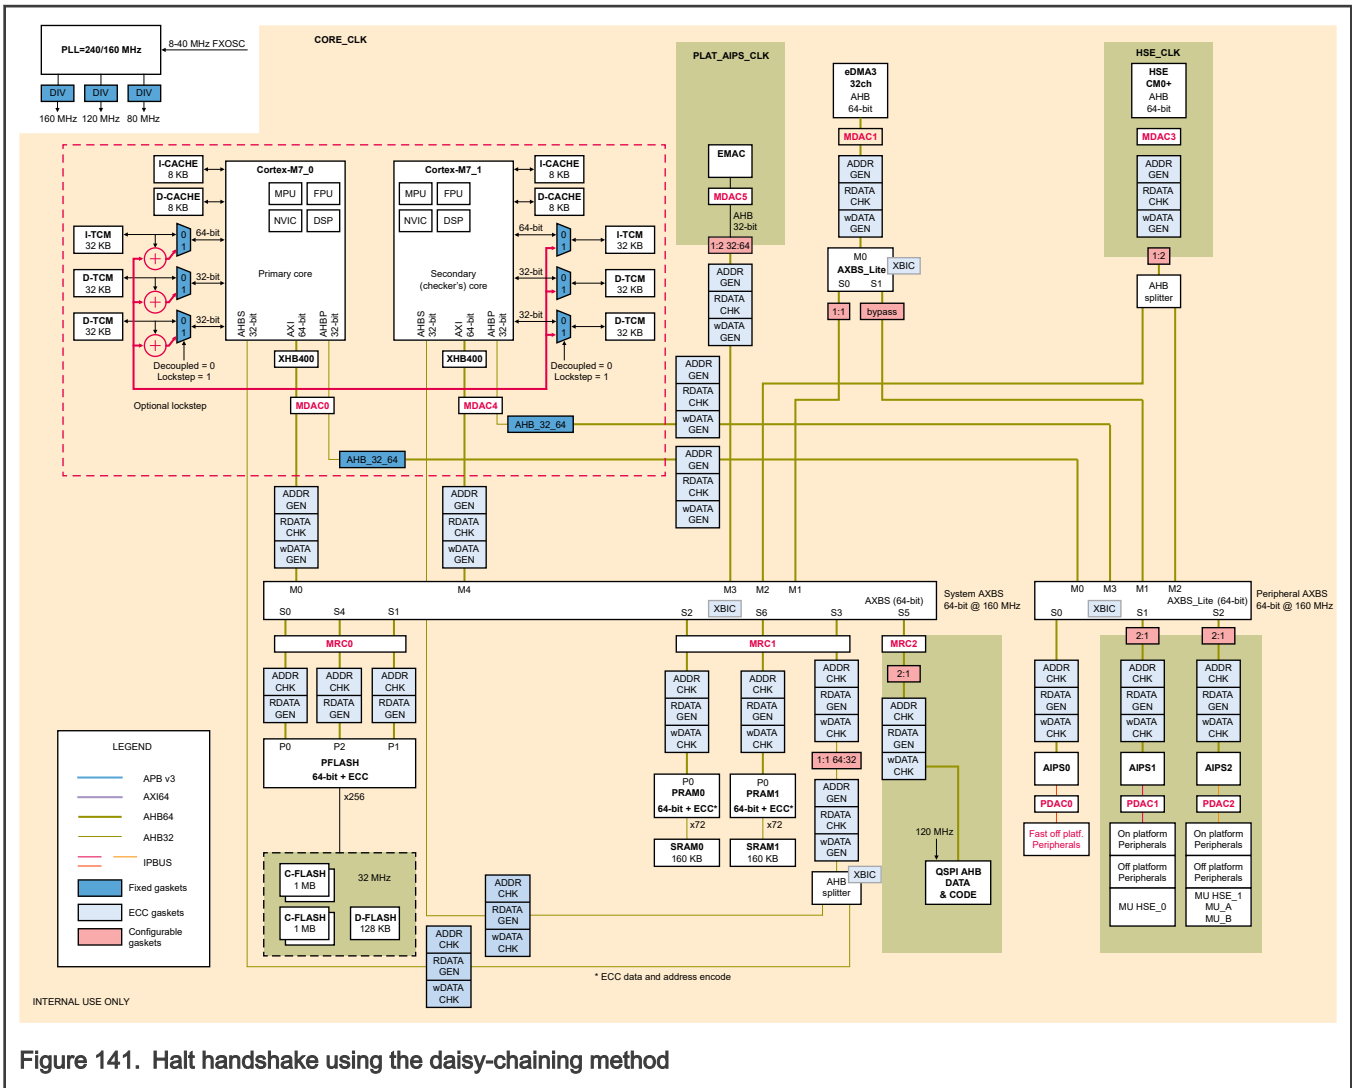 CORE_CLK
PLL=240/160 MHz
8-40 MHz FXOSC
DIV
DIV
DIV
160 MHz
120 MHz
80 MHz
PLAT_AIPS_CLK
HSE_CLK
eDMA3
32ch
AHB
64-bit
HSE
CM0+
AHB
64-bit
MDAC1
MDAC3
EMAC
MDAC5
AHB
32-bit
1:2 32:64
ADDR
GEN
RDATA
CHK
wDATA
GEN
ADDR
GEN
RDATA
CHK
wDATA
GEN
ADDR
GEN
RDATA
CHK
wDATA
GEN
M0
AXBS_Lite
XBIC
S0
S1
1:1
bypass
1:2
AHB
splitter
I-CACHE
8 KB
D-CACHE
8 KB
I-TCM
32 KB
D-TCM
32 KB
D-TCM
32 KB
0
1
0
1
0
1
64-bit
32-bit
32-bit
Cortex-M7_0
MPU
FPU
NVIC
DSP
Primary core
AHBS
32-bit
AXI
64-bit
AHBP
32-bit
Cortex-M7_1
MPU
FPU
NVIC
DSP
Secondary
(checker's) core
AHBS
32-bit
AXI
64-bit
AHBP
32-bit
I-CACHE
8 KB
D-CACHE
8 KB
64-bit
32-bit
32-bit
0
1
0
1
0
1
I-TCM
32 KB
D-TCM
32 KB
D-TCM
32 KB
Decoupled = 0
Lockstep = 1
XHB400
XHB400
Decoupled = 0
Lockstep = 1
Optional lockstep
MDAC0
MDAC4
AHB_32_64
AHB_32_64
ADDR
GEN
RDATA
CHK
wDATA
GEN
ADDR
GEN
RDATA
CHK
wDATA
GEN
ADDR
GEN
RDATA
CHK
wDATA
GEN
ADDR
GEN
RDATA
CHK
wDATA
GEN
M0
M4
M3
M2
M1
XBIC
AXBS (64-bit)
S0
S4
S1
S2
S6
S3
S5
System AXBS
64-bit @ 160 MHz
M0
M3
M1
M2
XBIC
AXBS_Lite (64-bit)
S0
S1
S2
Peripheral AXBS
64-bit @ 160 MHz
MRC0
MRC1
MRC2
2:1
2:1
2:1
ADDR
CHK
RDATA
GEN
ADDR
CHK
RDATA
GEN
ADDR
CHK
RDATA
GEN
ADDR
CHK
RDATA
GEN
wDATA
CHK
ADDR
CHK
RDATA
GEN
wDATA
CHK
ADDR
CHK
RDATA
GEN
wDATA
CHK
ADDR
CHK
RDATA
GEN
wDATA
CHK
ADDR
CHK
RDATA
GEN
wDATA
CHK
ADDR
CHK
RDATA
GEN
wDATA
CHK
ADDR
CHK
RDATA
GEN
wDATA
CHK
P0
P2
P1
PFLASH
64-bit + ECC
x256
P0
PRAM0
64-bit + ECC*
x72
SRAM0
160 KB
P0
PRAM1
64-bit + ECC*
x72
SRAM1
160 KB
1:1 64:32
ADDR
GEN
RDATA
CHK
wDATA
GEN
AHB
splitter
XBIC
120 MHz
QSPI AHB
DATA
& CODE
AIPS0
AIPS1
AIPS2
PDAC0
PDAC1
PDAC2
Fast off platf.
Peripherals
On platform
Peripherals
Off platform
Peripherals
MU HSE_0
On platform
Peripherals
Off platform
Peripherals
MU HSE_1
MU_A
MU_B
C-FLASH
1 MB
32 MHz
C-FLASH
1 MB
D-FLASH
128 KB
ADDR
CHK
RDATA
GEN
wDATA
CHK
ADDR
CHK
RDATA
GEN
wDATA
CHK
* ECC data and address encode
LEGEND
APB v3
AXI64
AHB64
AHB32
IPBUS
Fixed gaskets
ECC gaskets
Configurable
gaskets
INTERNAL USE ONLY
Figure 141. Halt handshake using the daisy-chaining method